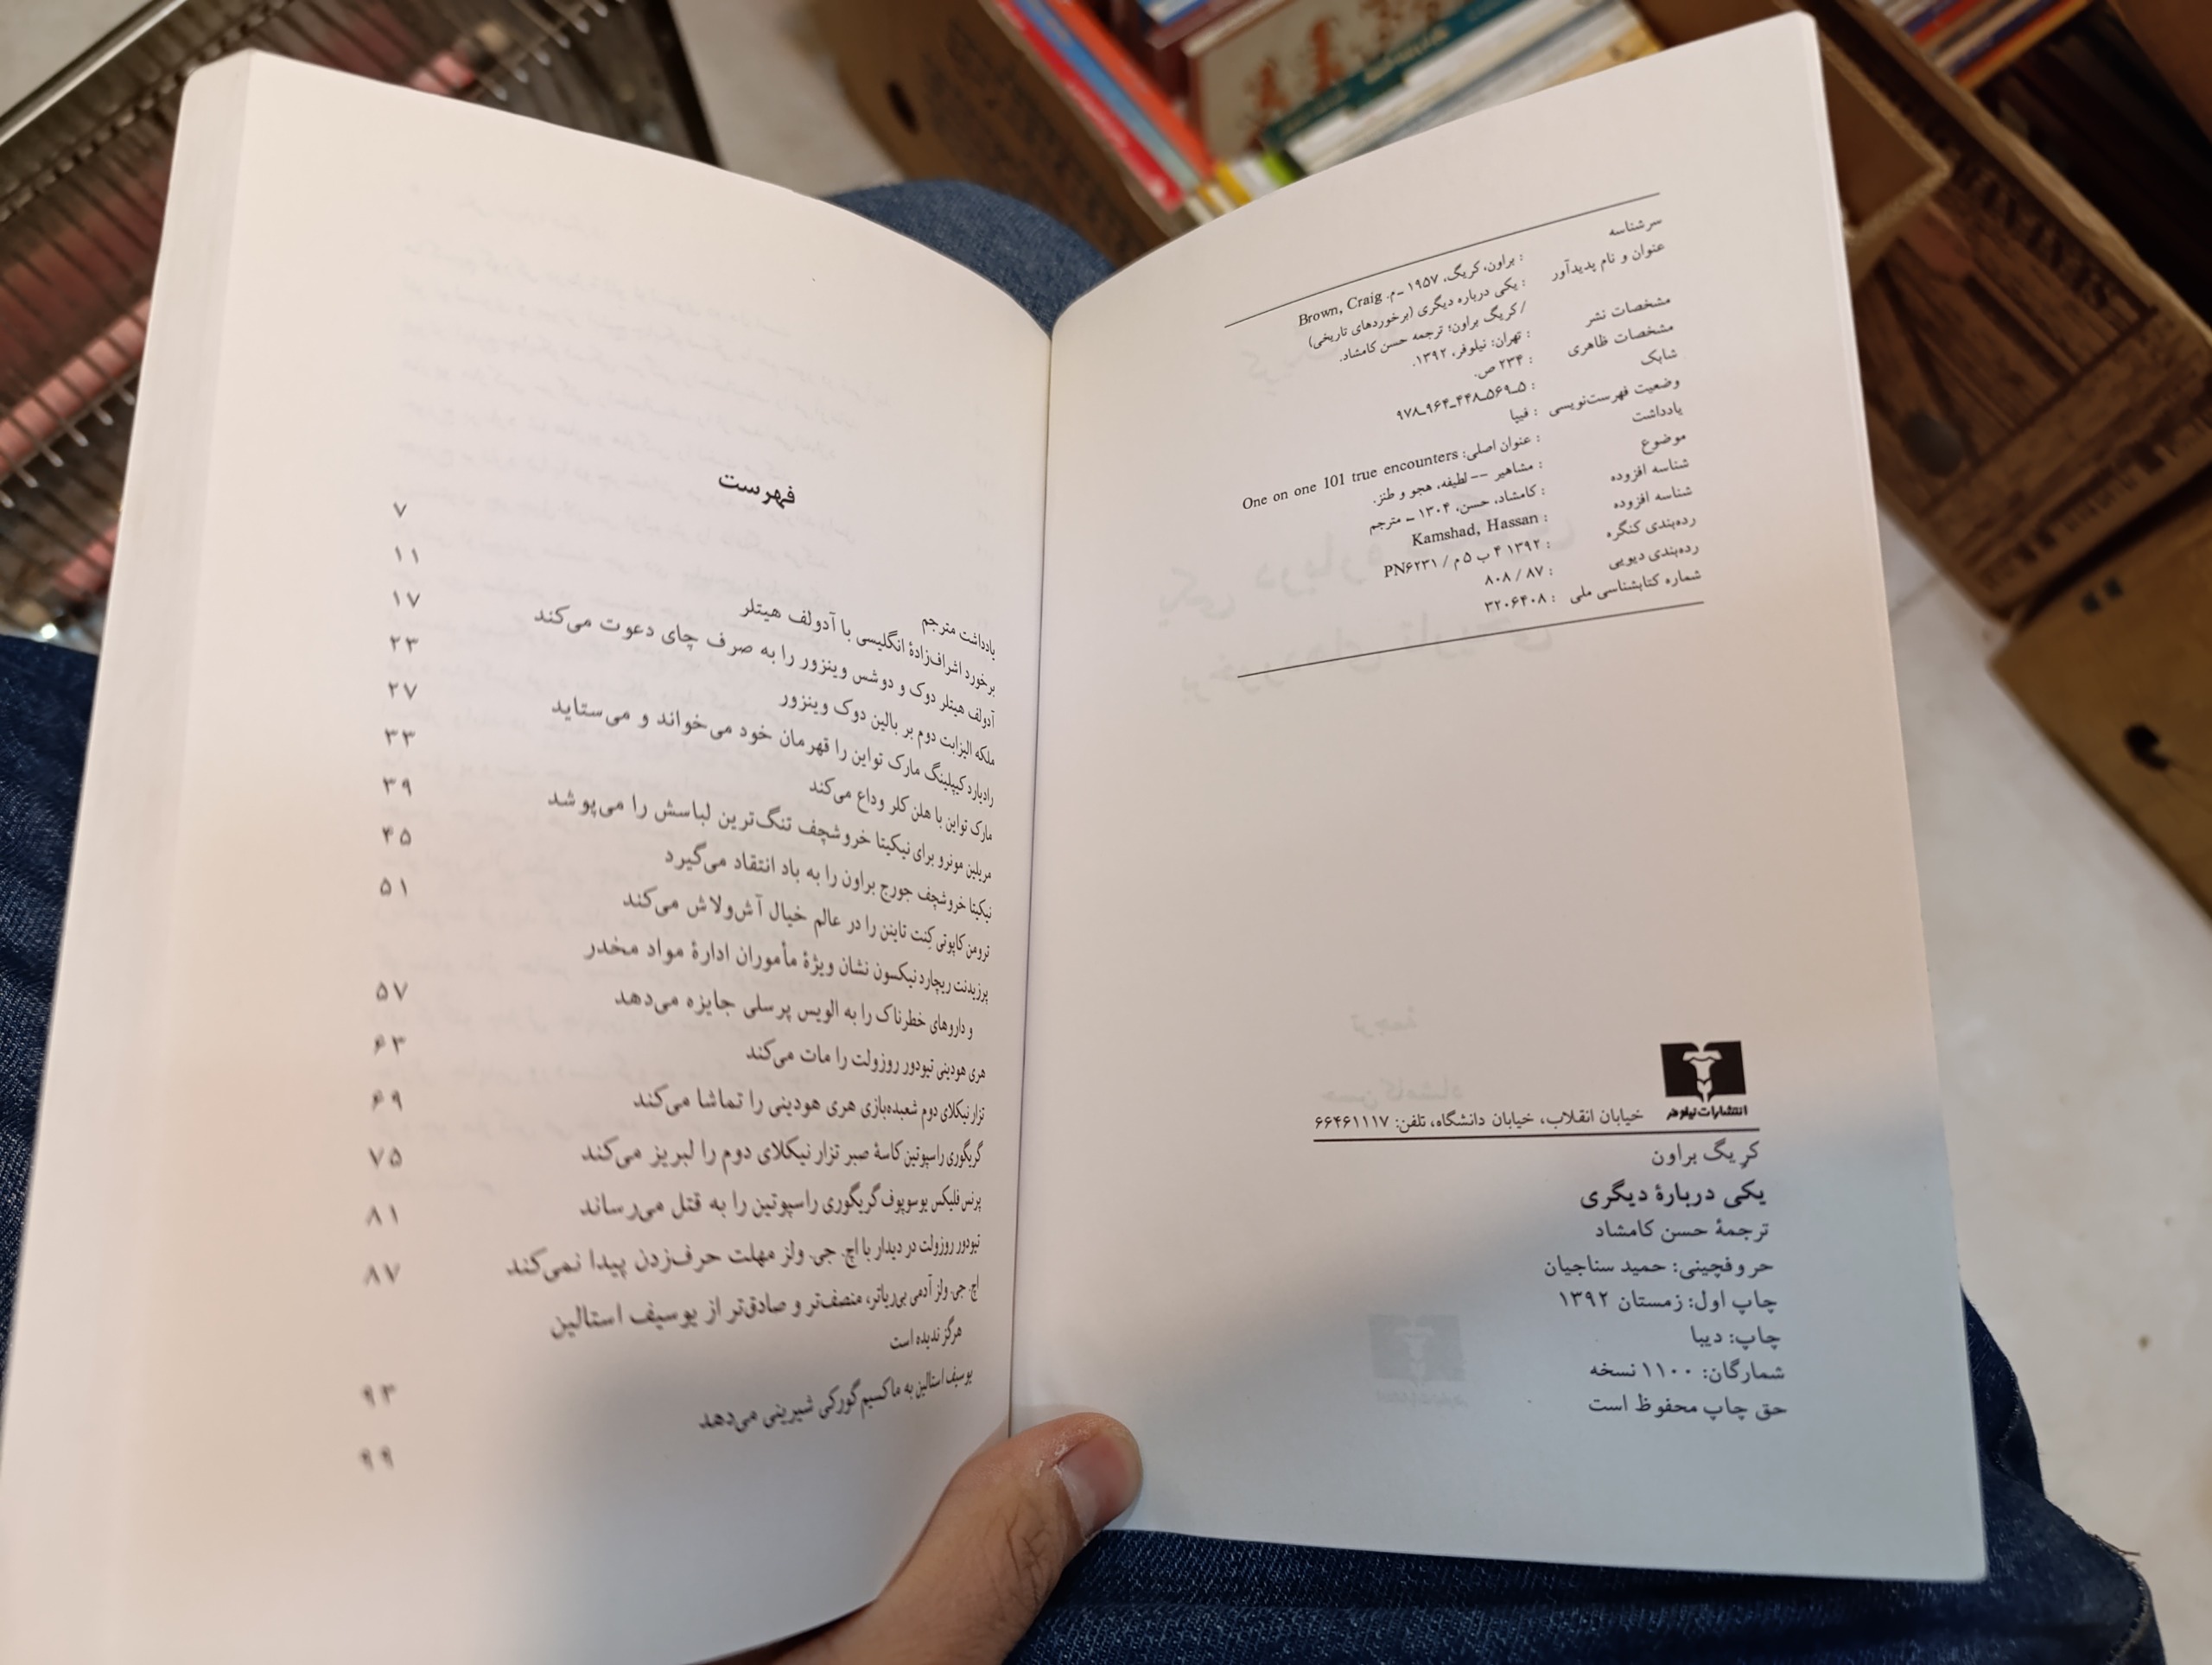 سرشناسه : براون، کریگ، ۱۹۵۷ ـ م. Brown, Craig
عنوان و نام پدیدآور : یکی درباره دیگری (برخوردهای تاریخی)
/ کریگ براون؛ ترجمه حسن کامشاد.
مشخصات نشر : تهران: نیلوفر، ۱۳۹۲.
مشخصات ظاهری : ۲۳۴ ص.
شابک : ۹۷۸ـ۹۶۴ـ۴۴۸ـ۵۶۹ـ۵
وضعیت فهرست‌نویسی : فیپا
یادداشت : عنوان اصلی: One on one 101 true encounters
موضوع : مشاهیر -- لطیفه، هجو و طنز.
شناسه افزوده : کامشاد، حسن، ۱۳۰۴ ـ مترجم
شناسه افزوده : Kamshad, Hassan
رده‌بندی کنگره : ۱۳۹۲ ۴ ب ۵ م / PN۶۲۳۱
رده‌بندی دیویی : ۸۷ / ۸۰۸
شماره کتابشناسی ملی : ۳۲۰۶۴۰۸
انتشارات نیلوفر
خیابان انقلاب، خیابان دانشگاه، تلفن: ۶۶۴۶۱۱۱۷
کرِیگ براون
یکی دربارهٔ دیگری
ترجمهٔ حسن کامشاد
حروفچینی: حمید سناجیان
چاپ اول: زمستان ۱۳۹۲
چاپ: دیبا
شمارگان: ۱۱۰۰ نسخه
حق چاپ محفوظ است
فهرست
یادداشت مترجم ۷
برخورد اشراف‌زادهٔ انگلیسی با آدولف هیتلر ۱۱
آدولف هیتلر دوک و دوشس وینزور را به صرف چای دعوت می‌کند ۱۷
ملکه الیزابت دوم بر بالین دوک وینزور ۲۳
رادیارد کیپلینگ مارک تواین را قهرمان خود می‌خواند و می‌ستاید ۲۷
مارک تواین با هلن کلر وداع می‌کند ۳۳
مریلین مونرو برای نیکیتا خروشچف تنگ‌ترین لباسش را می‌پوشد ۳۹
نیکیتا خروشچف جورج براون را به باد انتقاد می‌گیرد ۴۵
ترومن کاپوتی کِنت تاینن را در عالم خیال آش‌ولاش می‌کند ۵۱
پرزیدنت ریچارد نیکسون نشان ویژهٔ مأموران ادارهٔ مواد مخدر
و داروهای خطرناک را به الویس پرسلی جایزه می‌دهد ۵۷
هری هودینی تیودور روزولت را مات می‌کند ۶۳
تزار نیکلای دوم شعبده‌بازی هری هودینی را تماشا می‌کند ۶۹
گریگوری راسپوتین کاسهٔ صبر تزار نیکلای دوم را لبریز می‌کند ۷۵
پرنس فلیکس یوسوپوف گریگوری راسپوتین را به قتل می‌رساند ۸۱
تیودور روزولت در دیدار با اچ. جی. ولز مهلت حرف‌زدن پیدا نمی‌کند ۸۷
اچ. جی. ولز آدمی بی‌ریاتر، منصف‌تر و صادق‌تر از یوسیف استالین
هرگز ندیده است ۹۳
یوسیف استالین به ماکسیم گورکی شیرینی می‌دهد ۹۹